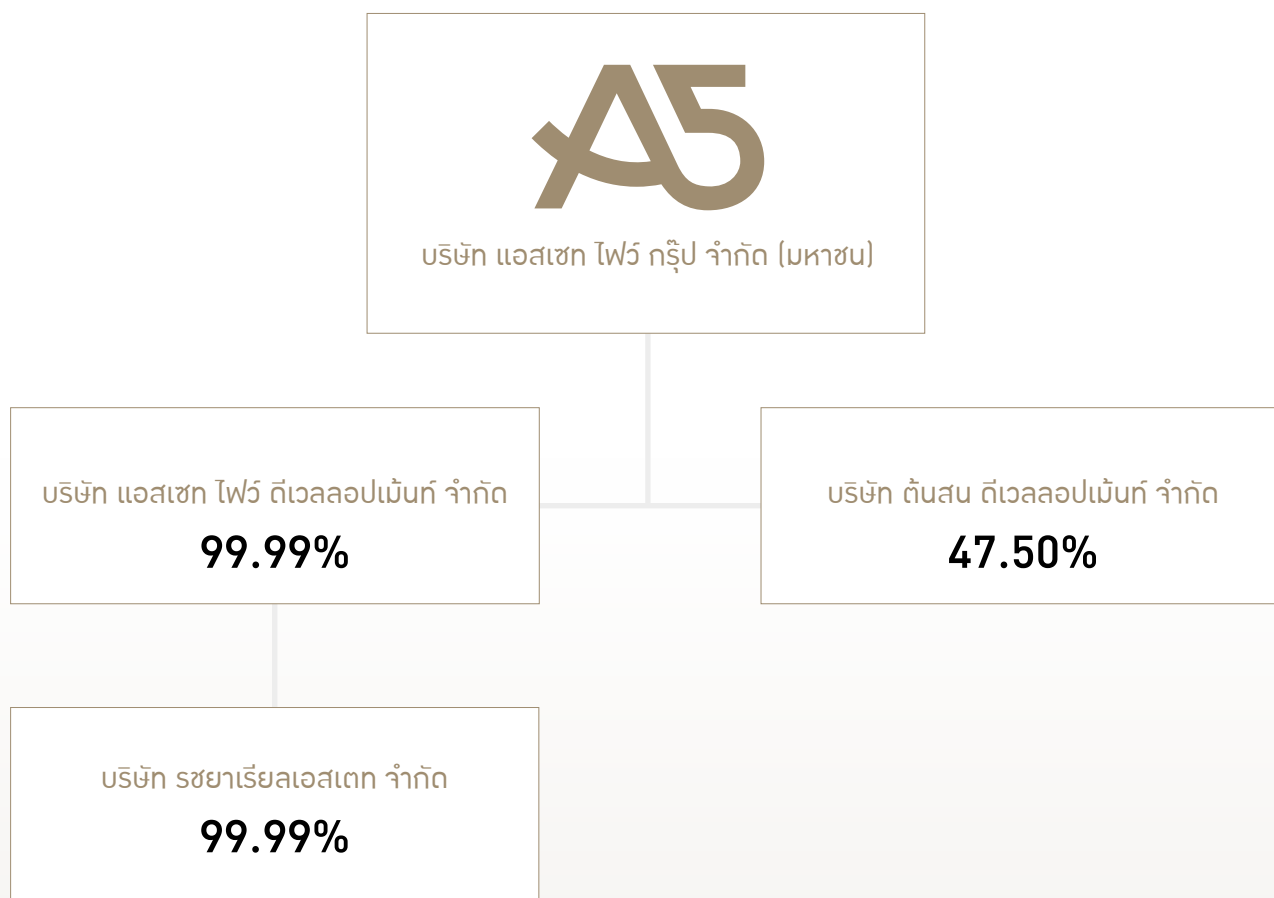 A5
บริษัท แอสเซท ไฟว์ กรุ๊ป จำกัด (มหาชน)
บริษัท แอสเซท ไฟว์ ดีเวลลอปเม้นท์ จำกัด
99.99%
บริษัท ต้นสน ดีเวลลอปเม้นท์ จำกัด
47.50%
บริษัท รชยาเรียลเอสเตท จำกัด
99.99%